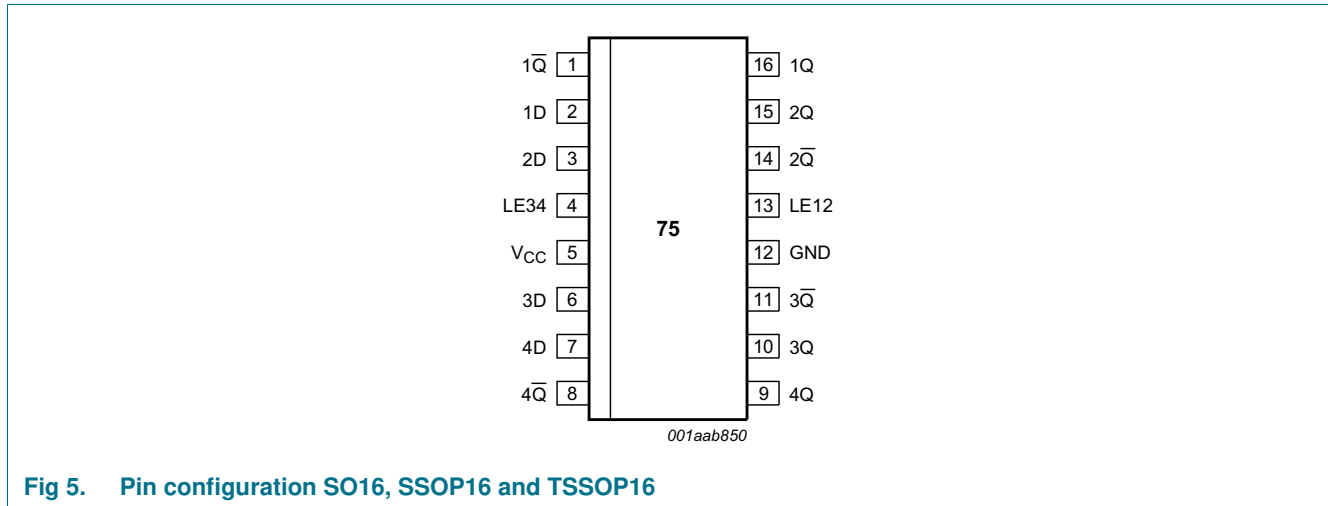 1Q̅ 1 16 1Q
1D 2 15 2Q
2D 3 14 2Q̅
LE34 4 13 LE12
75
VCC 5 12 GND
3D 6 11 3Q̅
4D 7 10 3Q
4Q̅ 8 9 4Q
001aab850
Fig 5. Pin configuration SO16, SSOP16 and TSSOP16